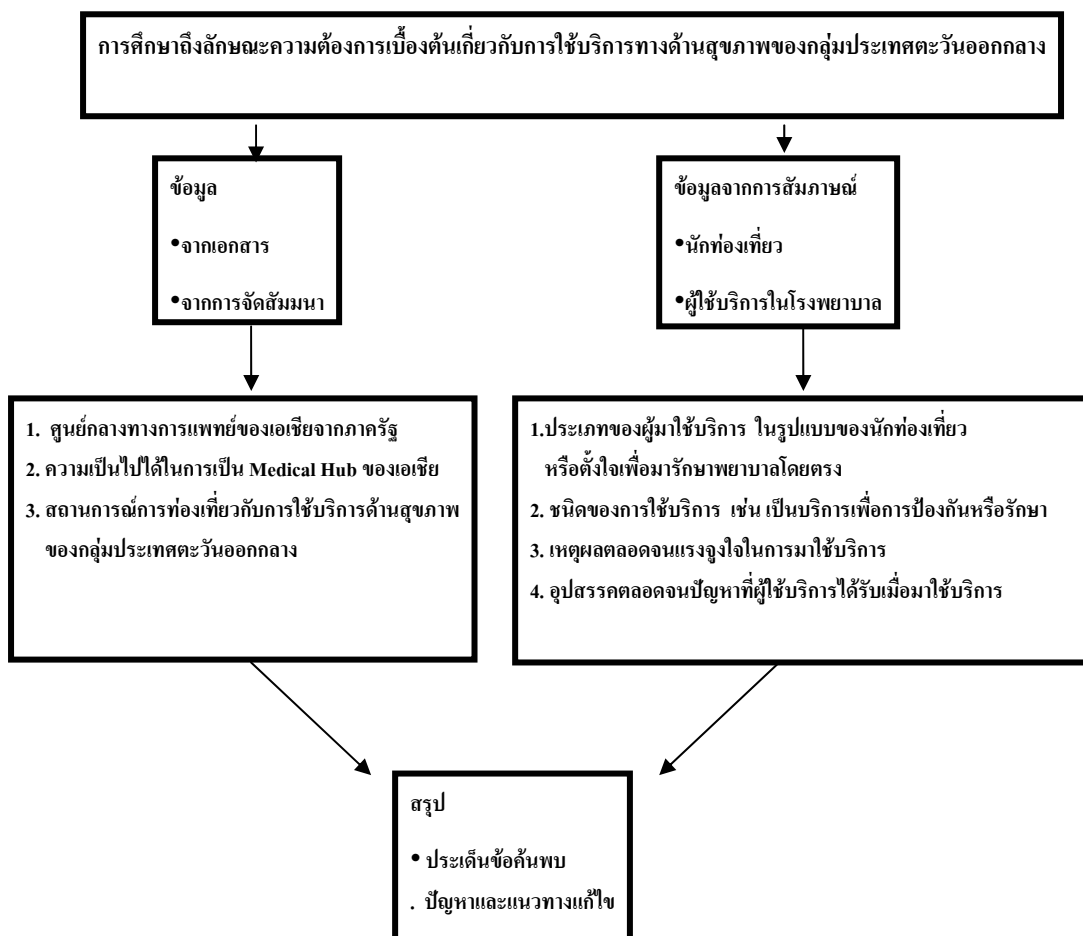 การศึกษาถึงลักษณะความต้องการเบื้องต้นเกี่ยวกับการใช้บริการทางด้านสุขภาพของกลุ่มประเทศตะวันออกกลาง
ข้อมูล
•จากเอกสาร
•จากการจัดสัมมนา
ข้อมูลจากการสัมภาษณ์
•นักท่องเที่ยว
•ผู้ใช้บริการในโรงพยาบาล
1. ศูนย์กลางทางการแพทย์ของเอเชียจากภาครัฐ
2. ความเป็นไปได้ในการเป็น Medical Hub ของเอเชีย
3. สถานการณ์การท่องเที่ยวกับการใช้บริการด้านสุขภาพ
ของกลุ่มประเทศตะวันออกกลาง
1.ประเภทของผู้มาใช้บริการ ในรูปแบบของนักท่องเที่ยว
หรือตั้งใจเพื่อมารักษาพยาบาลโดยตรง
2. ชนิดของการใช้บริการ เช่น เป็นบริการเพื่อการป้องกันหรือรักษา
3. เหตุผลตลอดจนแรงจูงใจในการมาใช้บริการ
4. อุปสรรคตลอดจนปัญหาที่ผู้ใช้บริการได้รับเมื่อมาใช้บริการ
สรุป
• ประเด็นข้อค้นพบ
. ปัญหาและแนวทางแก้ไข